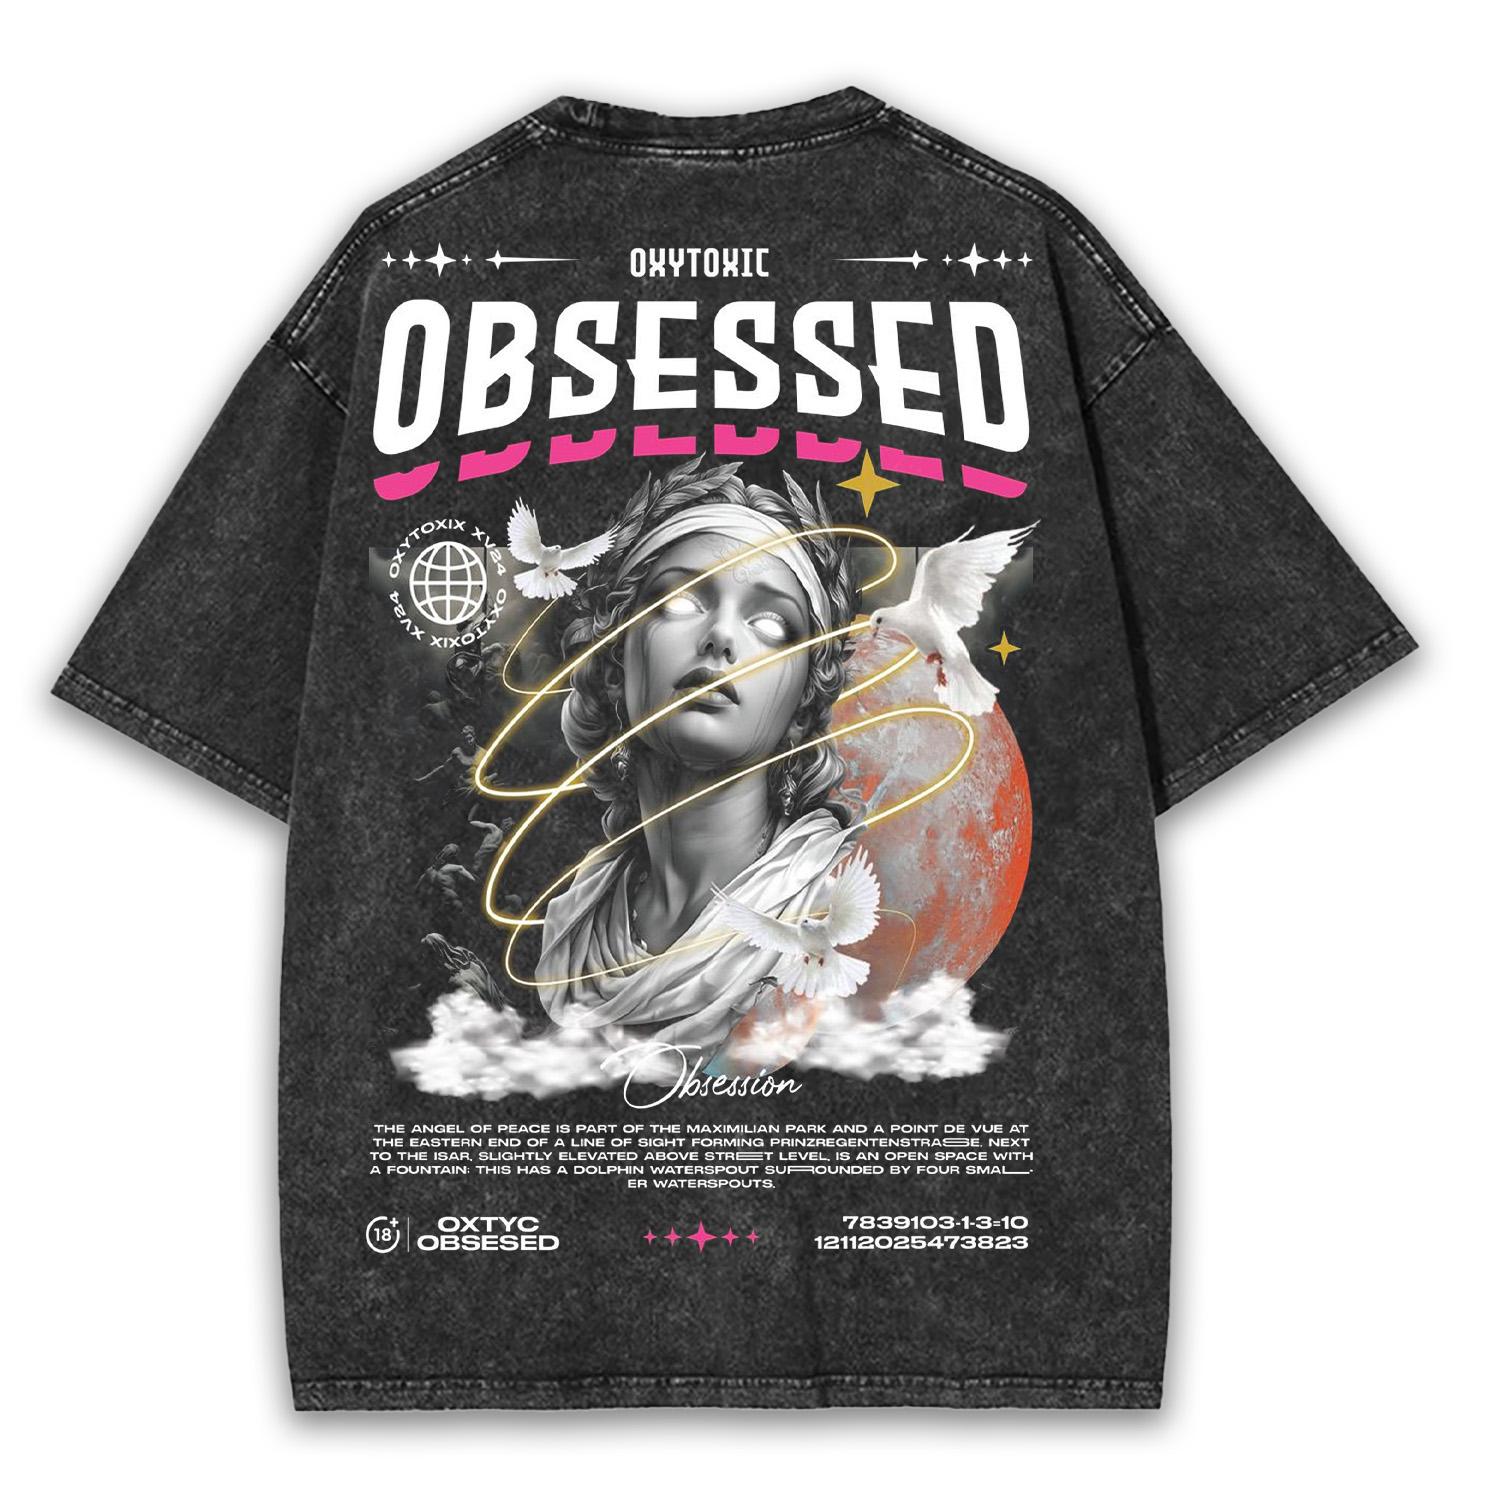 OXYTOXIC
OBSESSED
OXYTOXIX XV24 OXYTOXIX XV24
Obsession
THE ANGEL OF PEACE IS PART OF THE MAXIMILIAN PARK AND A POINT DE VUE AT
THE EASTERN END OF A LINE OF SIGHT FORMING PRINZREGENTENSTRASSE. NEXT
TO THE ISAR, SLIGHTLY ELEVATED ABOVE STREET LEVEL, IS AN OPEN SPACE WITH
A FOUNTAIN: THIS HAS A DOLPHIN WATERSPOUT SURROUNDED BY FOUR SMALL-
ER WATERSPOUTS.
18+
OXTYC
OBSESED
7839103-1-3=10
12112025473823